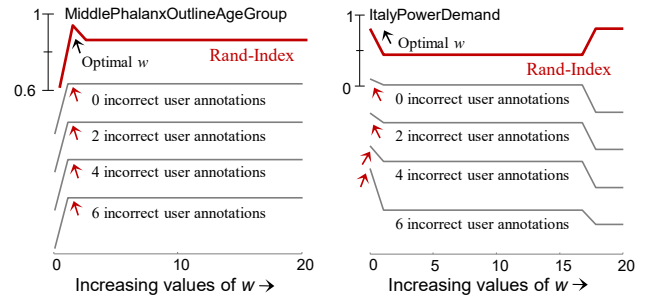 MiddlePhalanxOutlineAgeGroup
1
0.6
Optimal w
Rand-Index
0 incorrect user annotations
2 incorrect user annotations
4 incorrect user annotations
6 incorrect user annotations
0 10 20
Increasing values of w →
ItalyPowerDemand
1
0
Optimal w
Rand-Index
0 incorrect user annotations
2 incorrect user annotations
4 incorrect user annotations
6 incorrect user annotations
0 5 10 15 20
Increasing values of w →